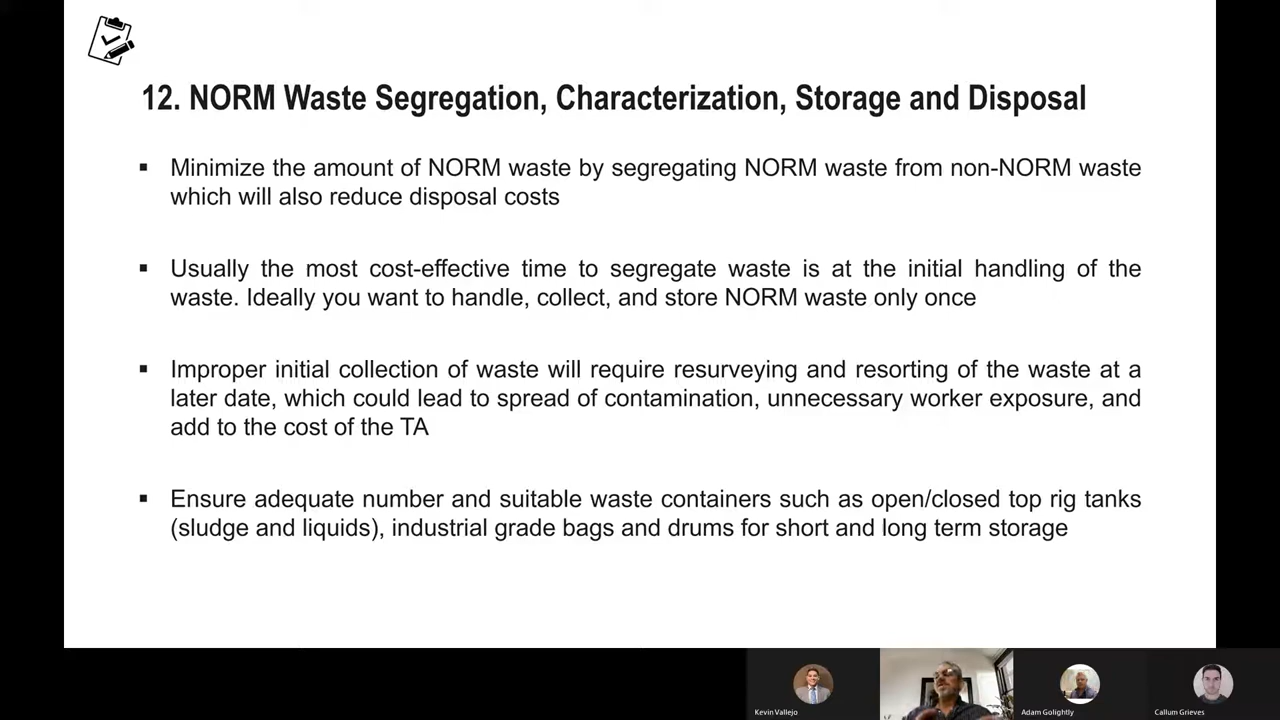 12. NORM Waste Segregation, Characterization, Storage and Disposal
▪ Minimize the amount of NORM waste by segregating NORM waste from non-NORM waste
which will also reduce disposal costs
▪ Usually the most cost-effective time to segregate waste is at the initial handling of the
waste. Ideally you want to handle, collect, and store NORM waste only once
▪ Improper initial collection of waste will require resurveying and resorting of the waste at a
later date, which could lead to spread of contamination, unnecessary worker exposure, and
add to the cost of the TA
▪ Ensure adequate number and suitable waste containers such as open/closed top rig tanks
(sludge and liquids), industrial grade bags and drums for short and long term storage
Kevin Vallejo
Adam Golightly
Callum Grieves